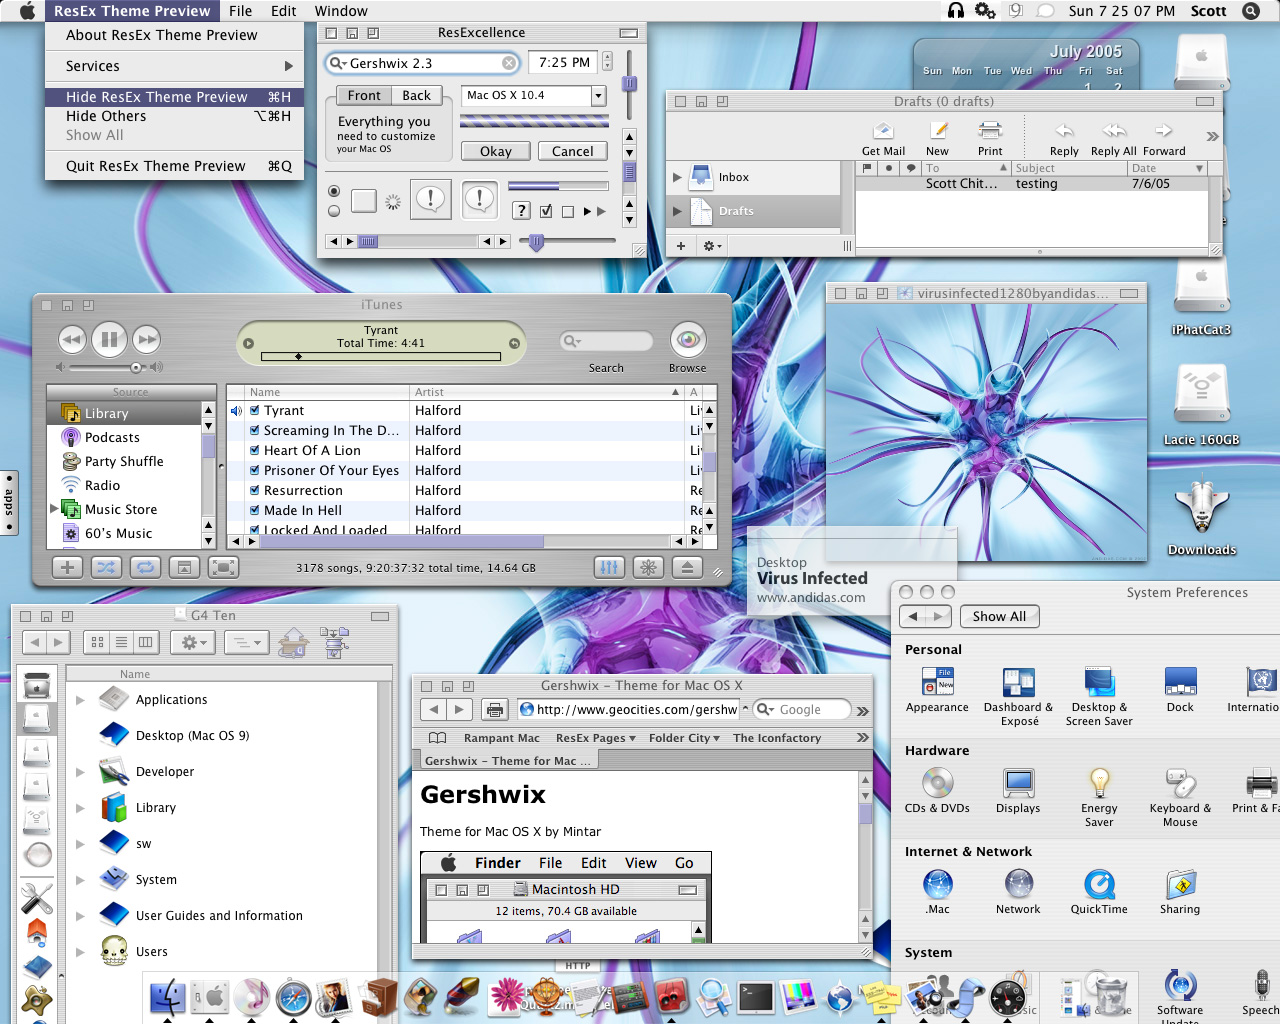 ResEx Theme Preview File Edit Window
Sun 7 25 07 PM Scott
About ResEx Theme Preview
Services
Hide ResEx Theme Preview ⌘H
Hide Others ⌥⌘H
Show All
Quit ResEx Theme Preview ⌘Q
ResExcellence
Gershwix 2.3
7:25 PM
Front Back
Mac OS X 10.4
Everything you
need to customize
your Mac OS
Okay Cancel
July 2005
Sun Mon Tue Wed Thu Fri Sat
1 2
Drafts (0 drafts)
Get Mail New Print Reply Reply All Forward
To Subject Date
Inbox
Scott Chit... testing 7/6/05
Drafts
iPhatCat3
Lacie 160GB
Downloads
apps
iTunes
Tyrant
Total Time: 4:41
Search
Browse
Source
Library
Podcasts
Party Shuffle
Radio
Music Store
60's Music
Name Artist A
Tyrant Halford Li
Screaming In The D... Halford Li
Heart Of A Lion Halford Li
Prisoner Of Your Eyes Halford Li
Resurrection Halford Re
Made In Hell Halford Re
Locked And Loaded Halford Re
3178 songs, 9:20:37:32 total time, 14.64 GB
virusinfected1280byandidas...
Desktop
Virus Infected
www.andidas.com
G4 Ten
Name
Applications
Desktop (Mac OS 9)
Developer
Library
sw
System
User Guides and Information
Users
Gershwix - Theme for Mac OS X
http://www.geocities.com/gershw
Google
Rampant Mac ResEx Pages Folder City The Iconfactory
Gershwix - Theme for Mac ...
Gershwix
Theme for Mac OS X by Mintar
Finder File Edit View Go
Macintosh HD
12 items, 70.4 GB available
HTTP
System Preferences
Show All
Personal
Appearance
Dashboard &
Exposé
Desktop &
Screen Saver
Dock
Internatio
Hardware
CDs & DVDs
Displays
Energy
Saver
Keyboard &
Mouse
Print & Fa
Internet & Network
.Mac
Network
QuickTime
Sharing
System
Software
Update
Speech